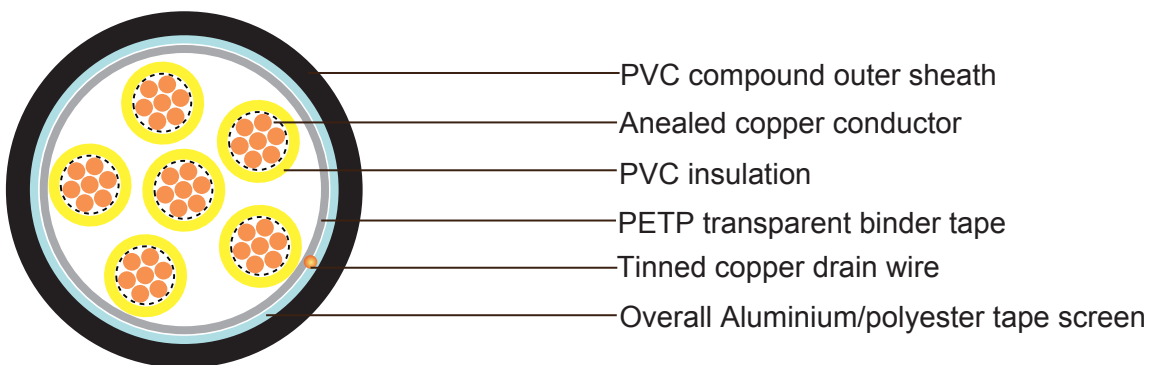 PVC compound outer sheath
Anealed copper conductor
PVC insulation
PETP transparent binder tape
Tinned copper drain wire
Overall Aluminium/polyester tape screen